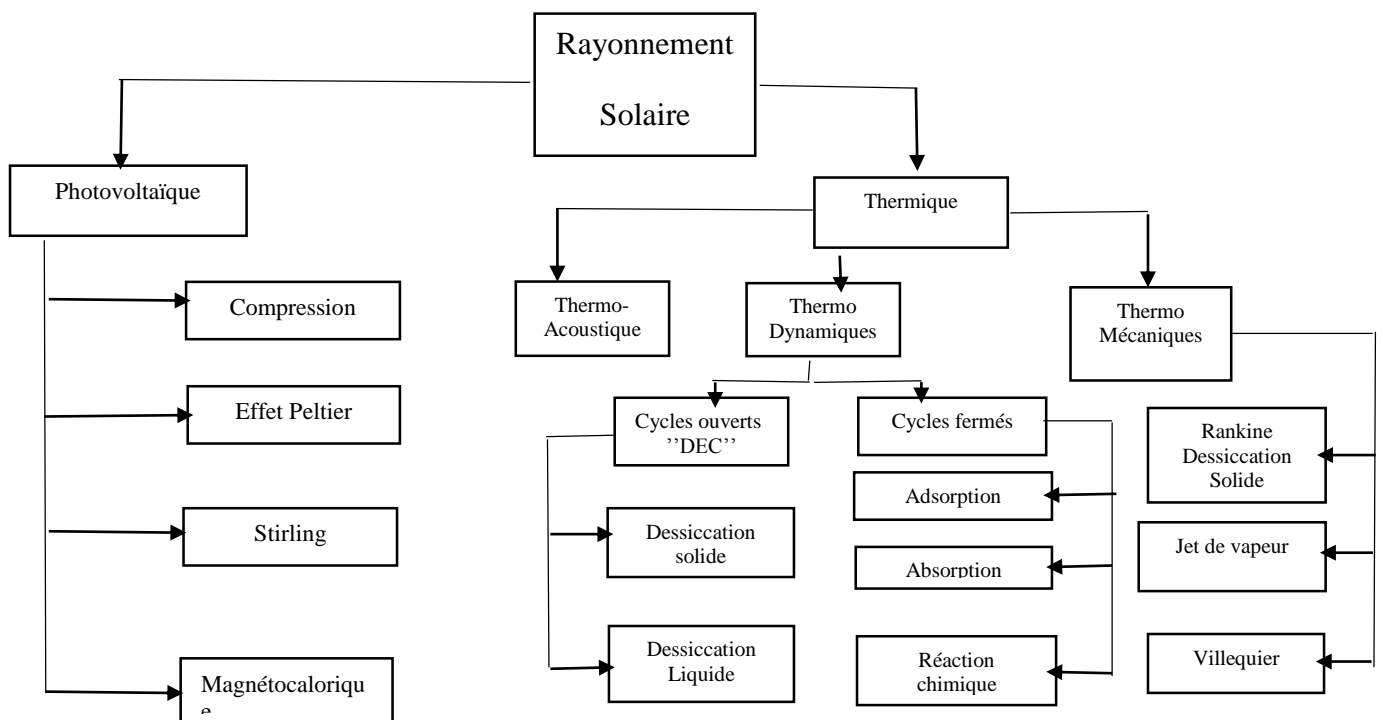 Rayonnement
Solaire
Photovoltaïque
Thermique
Compression
Effet Peltier
Stirling
Magnétocaloriqu
e
Thermo-
Acoustique
Thermo
Dynamiques
Thermo
Mécaniques
Cycles ouverts
’’DEC’’
Cycles fermés
Dessiccation
solide
Dessiccation
Liquide
Adsorption
Absorption
Réaction
chimique
Rankine
Dessiccation
Solide
Jet de vapeur
Villequier